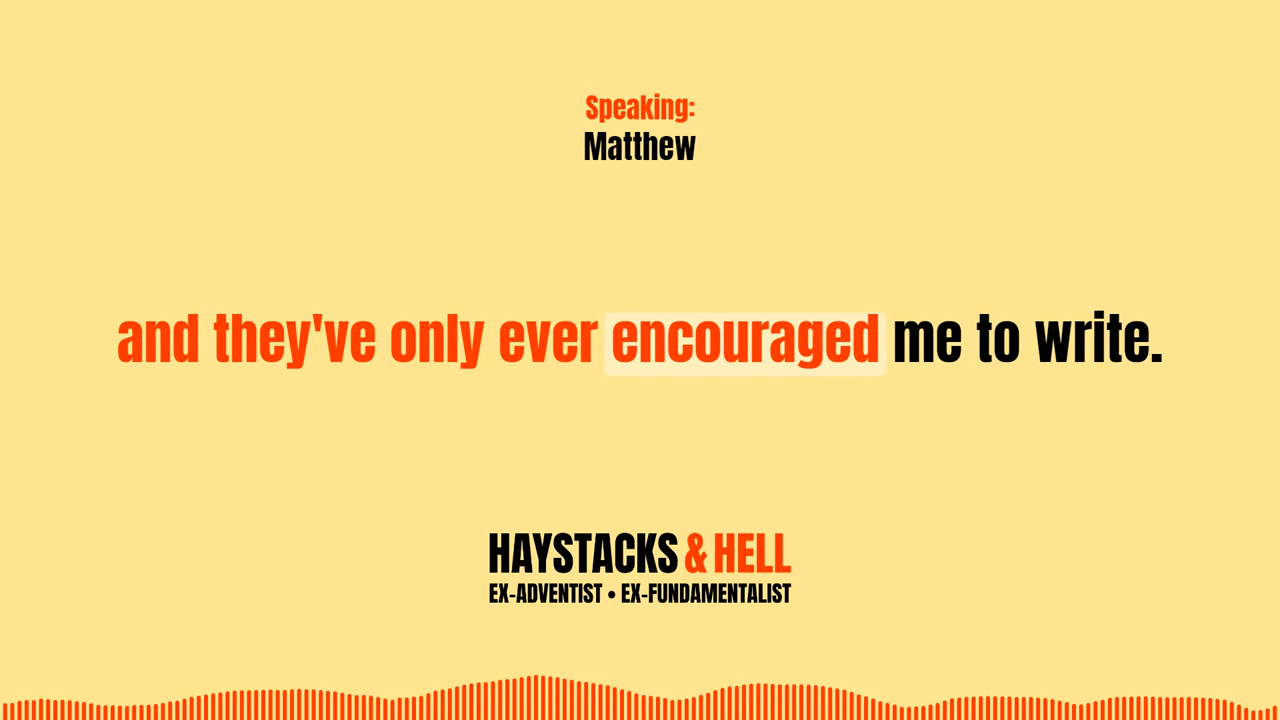 Speaking:
Matthew
and they've only ever encouraged me to write.
HAYSTACKS & HELL
EX-ADVENTIST • EX-FUNDAMENTALIST